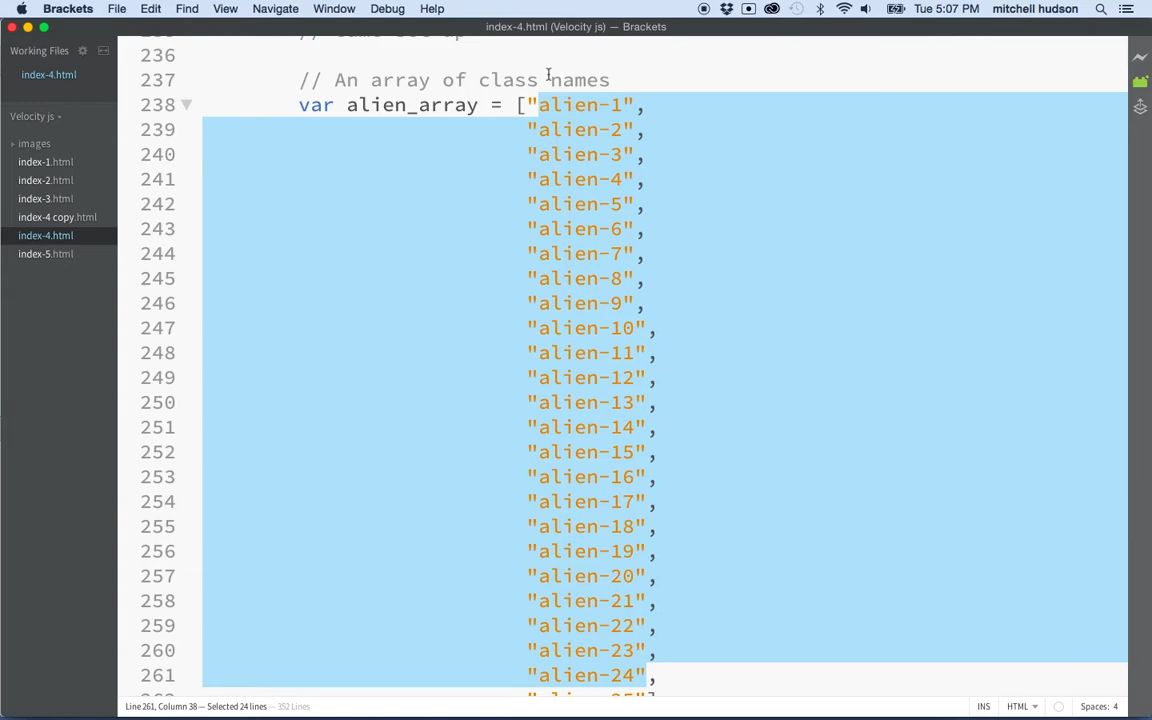 Brackets File Edit Find View Navigate Window Debug Help Tue 5:07 PM mitchell hudson
index-4.html (Velocity js) — Brackets
Working Files
index-4.html
Velocity js
images
index-1.html
index-2.html
index-3.html
index-4 copy.html
index-4.html
index-5.html
236
237 // An array of class names
238 var alien_array = ["alien-1",
239 "alien-2",
240 "alien-3",
241 "alien-4",
242 "alien-5",
243 "alien-6",
244 "alien-7",
245 "alien-8",
246 "alien-9",
247 "alien-10",
248 "alien-11",
249 "alien-12",
250 "alien-13",
251 "alien-14",
252 "alien-15",
253 "alien-16",
254 "alien-17",
255 "alien-18",
256 "alien-19",
257 "alien-20",
258 "alien-21",
259 "alien-22",
260 "alien-23",
261 "alien-24",
Line 261, Column 38 — Selected 24 lines — 352 Lines INS HTML Spaces: 4